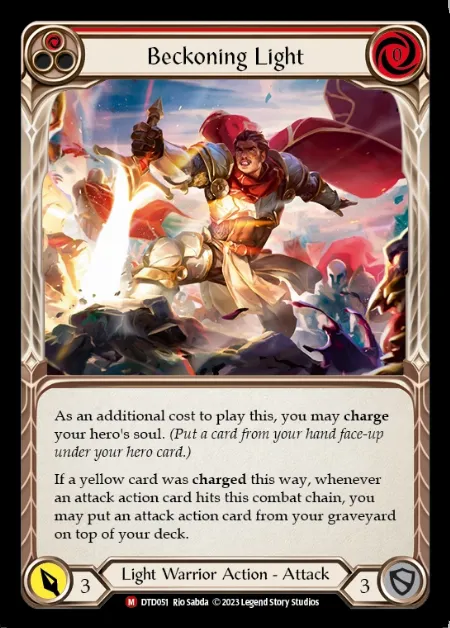 Beckoning Light
0
As an additional cost to play this, you may charge
your hero's soul. (Put a card from your hand face-up
under your hero card.)
If a yellow card was charged this way, whenever
an attack action card hits this combat chain, you
may put an attack action card from your graveyard
on top of your deck.
3
Light Warrior Action - Attack
3
M DTD051 Rio Sabda ©2023 Legend Story Studios